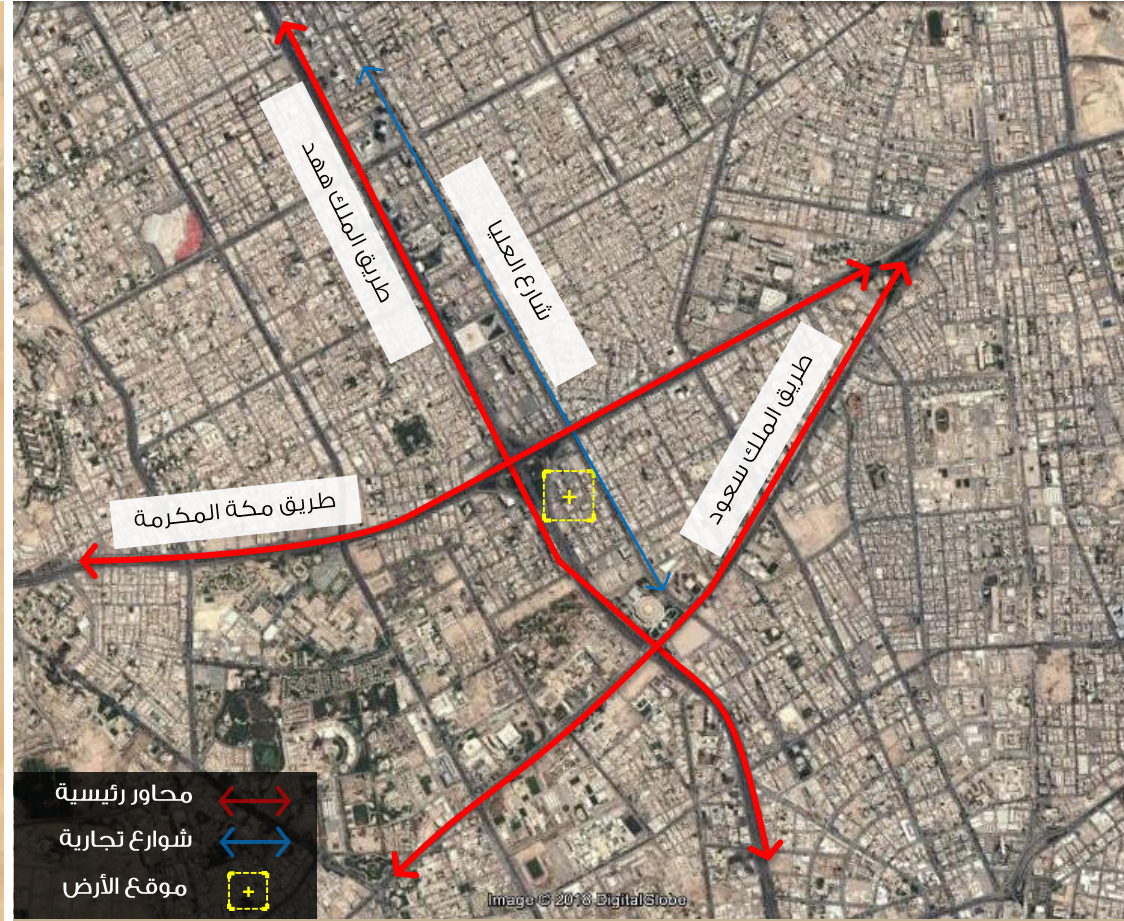 طريق الملك فهد
شارع العليا
طريق الملك سعود
طريق مكة المكرمة
محاور رئيسية
شوارع تجارية
موقع الأرض
Image © 2018 DigitalGlobe